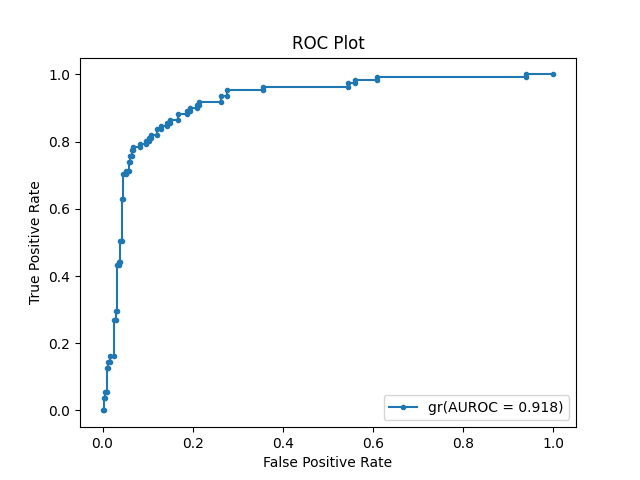 ROC Plot
True Positive Rate
1.0
0.8
0.6
0.4
0.2
0.0
gr(AUROC = 0.918)
0.0 0.2 0.4 0.6 0.8 1.0
False Positive Rate